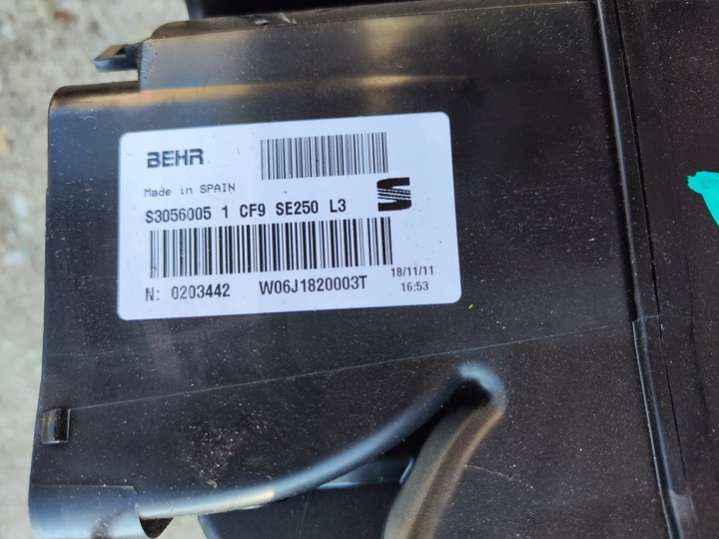 BEHR
Made in SPAIN
S3056005 1 CF9 SE250 L3
N: 0203442 W06J1820003T
18/11/11
16:53